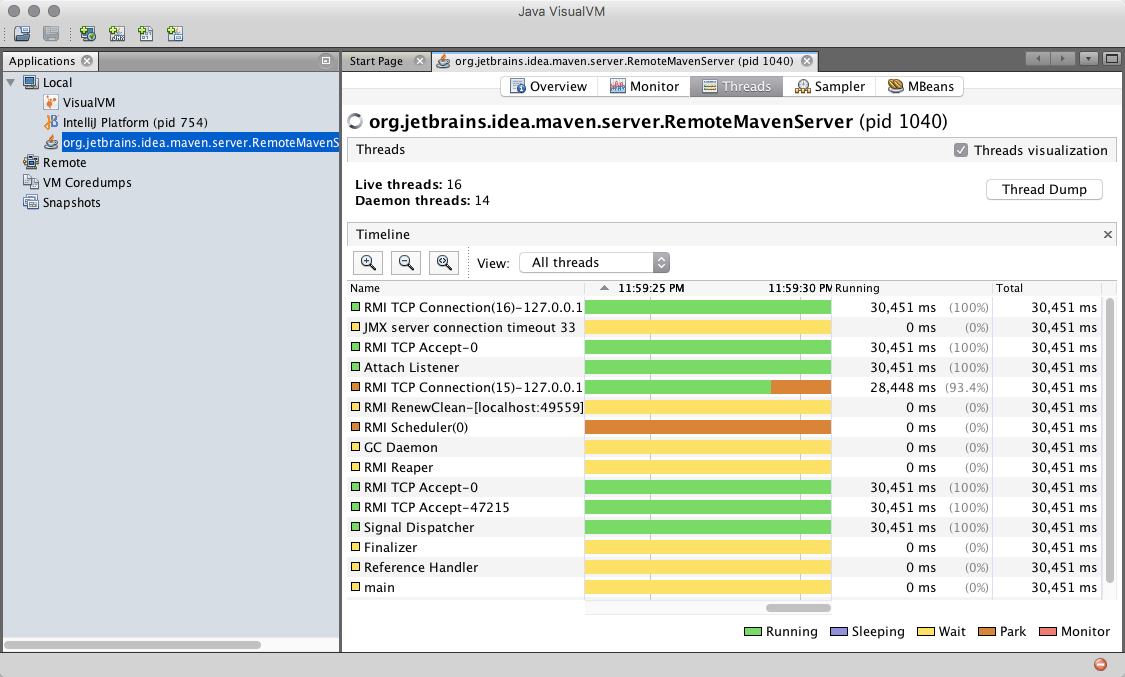 Java VisualVM
Applications
Start Page
org.jetbrains.idea.maven.server.RemoteMavenServer (pid 1040)
Local
VisualVM
IntelliJ Platform (pid 754)
org.jetbrains.idea.maven.server.RemoteMavenS
Remote
VM Coredumps
Snapshots
Overview Monitor Threads Sampler MBeans
org.jetbrains.idea.maven.server.RemoteMavenServer (pid 1040)
Threads Threads visualization
Live threads: 16
Daemon threads: 14
Thread Dump
Timeline
View: All threads
Name 11:59:25 PM 11:59:30 PM Running Total
RMI TCP Connection(16)-127.0.0.1 30,451 ms (100%) 30,451 ms
JMX server connection timeout 33 0 ms (0%) 30,451 ms
RMI TCP Accept-0 30,451 ms (100%) 30,451 ms
Attach Listener 30,451 ms (100%) 30,451 ms
RMI TCP Connection(15)-127.0.0.1 28,448 ms (93.4%) 30,451 ms
RMI RenewClean-[localhost:49559] 0 ms (0%) 30,451 ms
RMI Scheduler(0) 0 ms (0%) 30,451 ms
GC Daemon 0 ms (0%) 30,451 ms
RMI Reaper 0 ms (0%) 30,451 ms
RMI TCP Accept-0 30,451 ms (100%) 30,451 ms
RMI TCP Accept-47215 30,451 ms (100%) 30,451 ms
Signal Dispatcher 30,451 ms (100%) 30,451 ms
Finalizer 0 ms (0%) 30,451 ms
Reference Handler 0 ms (0%) 30,451 ms
main 0 ms (0%) 30,451 ms
Running Sleeping Wait Park Monitor